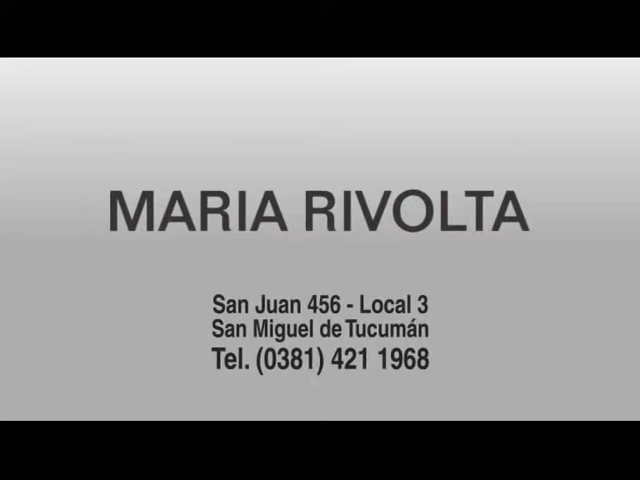 MARIA RIVOLTA
San Juan 456 - Local 3
San Miguel de Tucumán
Tel. (0381) 421 1968